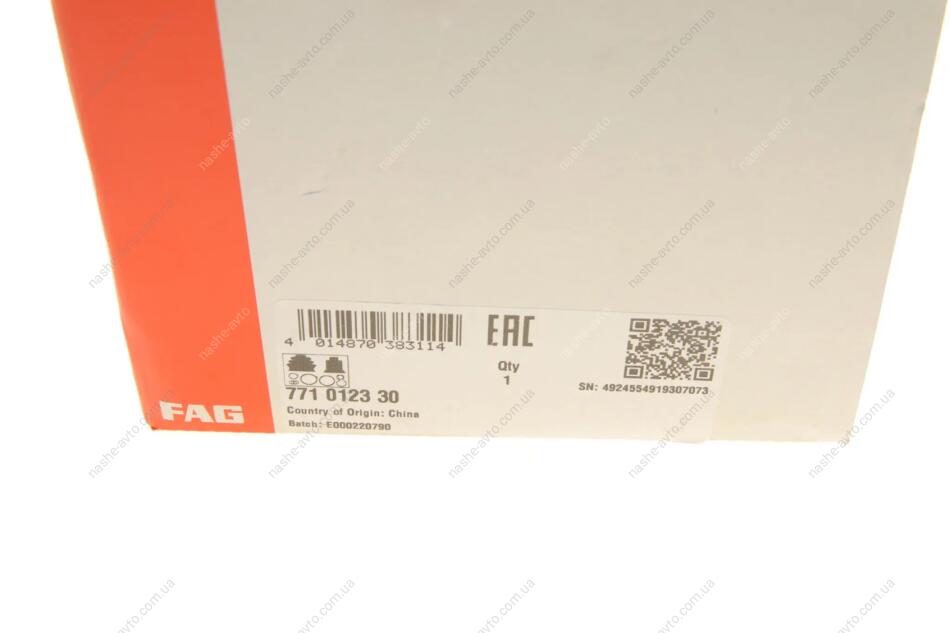 FAG
4 014870 383114
EAC
Qty
1
SN: 4924554919307073
771 0123 30
Country of Origin: China
Batch: E000220790
nashe-avto.com.ua